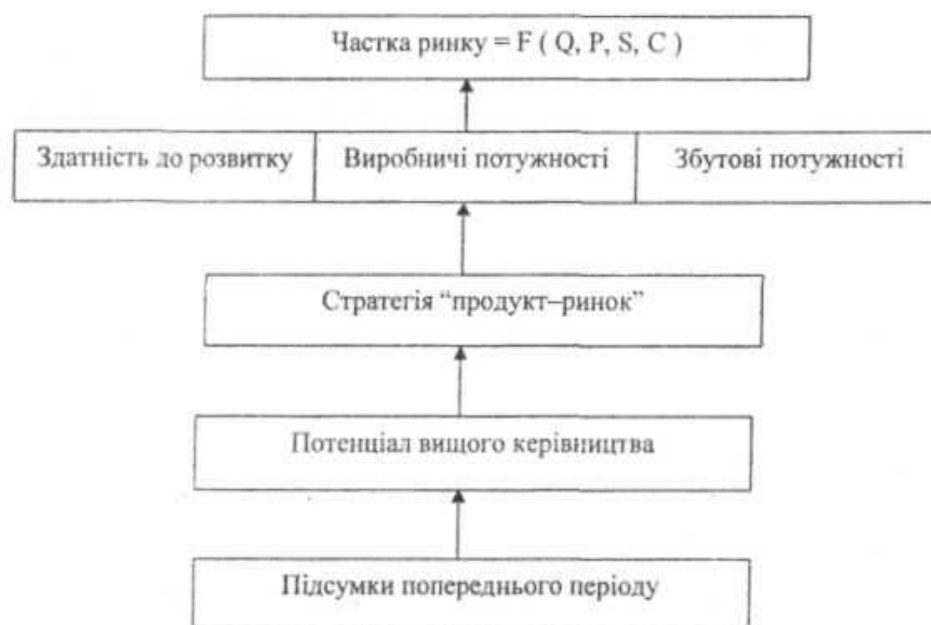 Частка ринку = F ( Q, P, S, C )
Здатність до розвитку
Виробничі потужності
Збутові потужності
Стратегія “продукт–ринок”
Потенціал вищого керівництва
Підсумки попереднього періоду